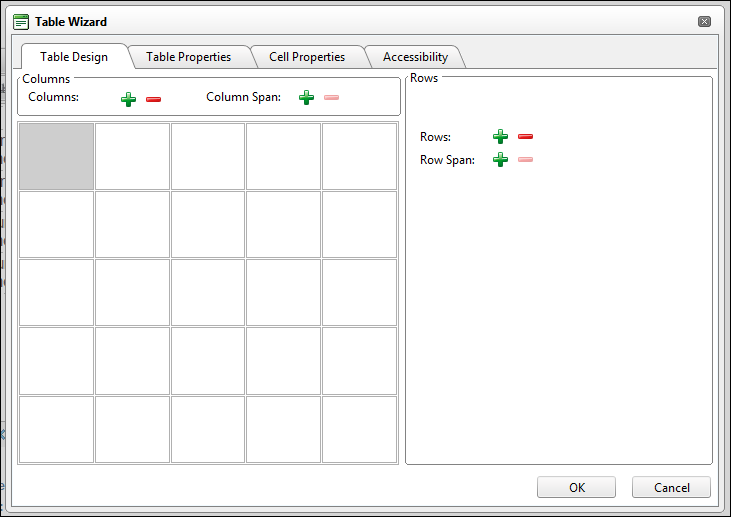 Table Wizard
Table Design
Table Properties
Cell Properties
Accessibility
Columns
Columns:
Column Span:
Rows
Rows:
Row Span:
OK
Cancel